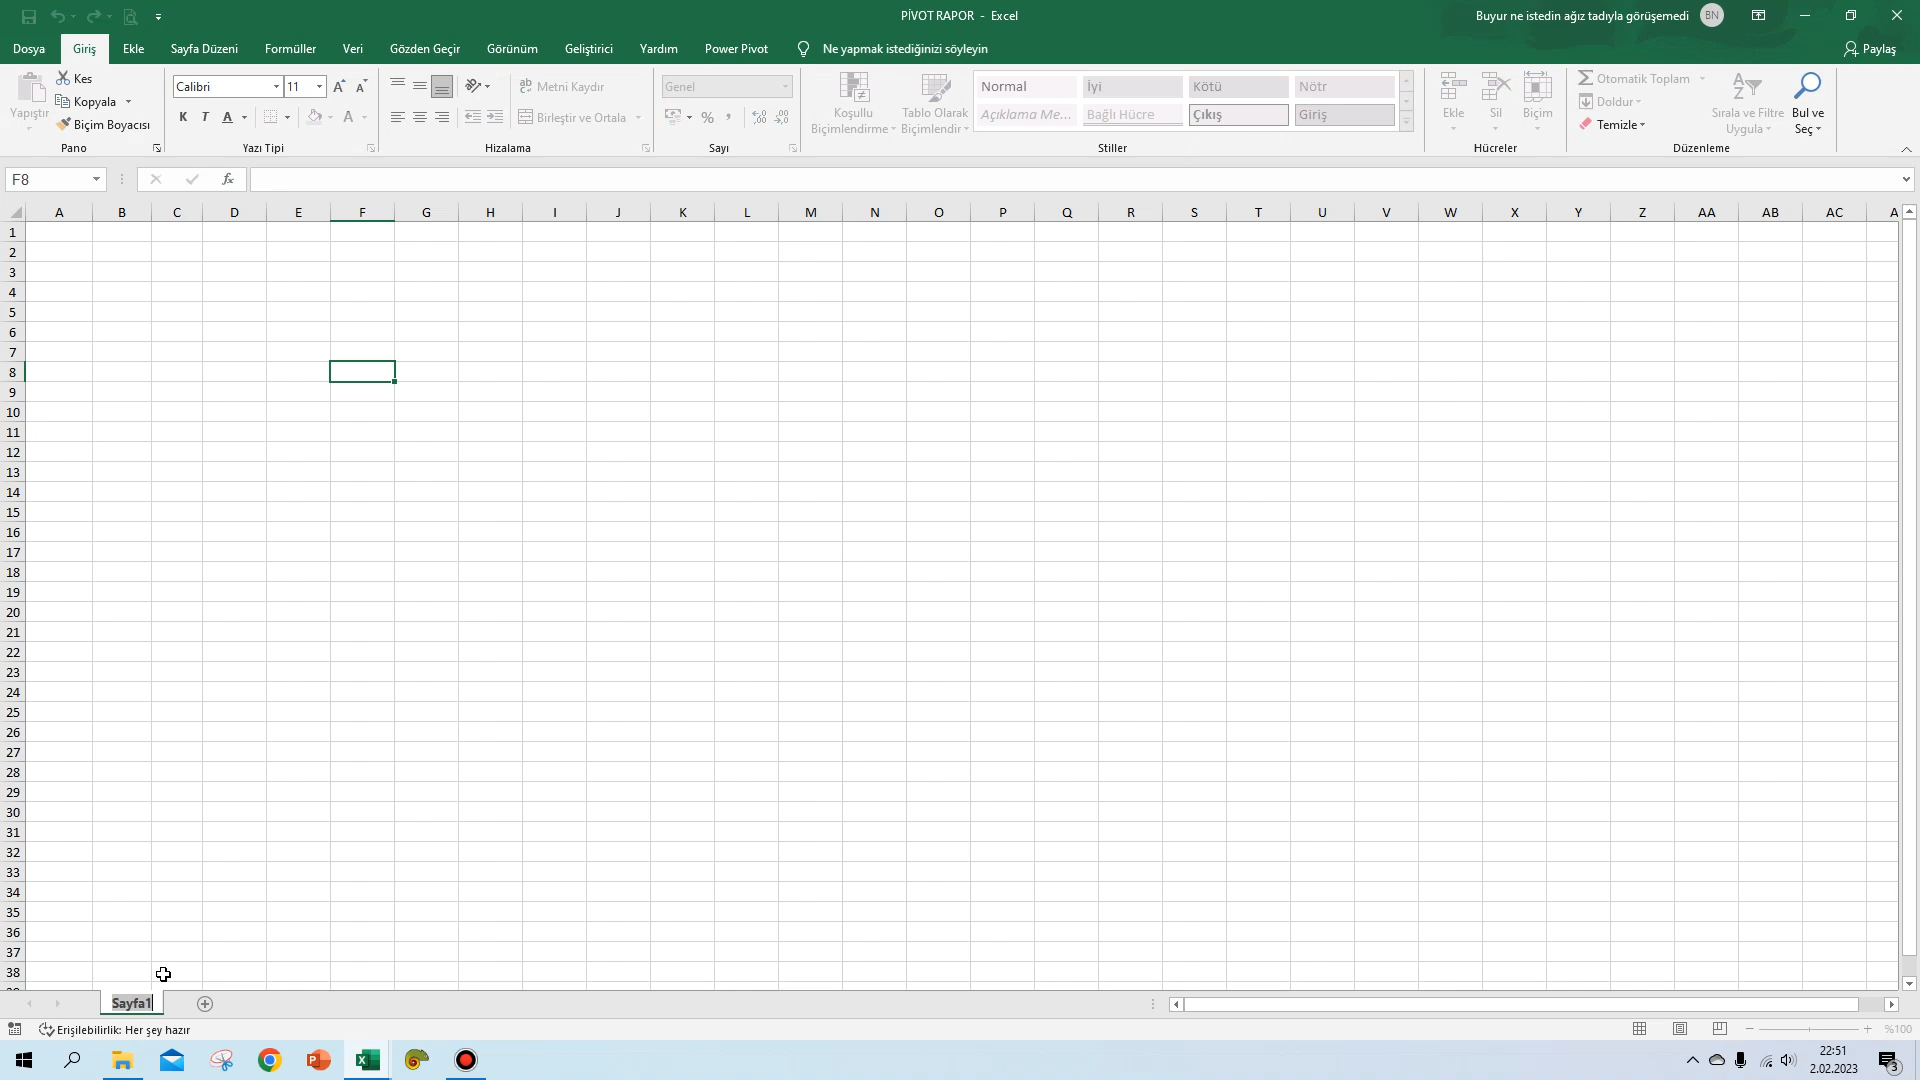 PİVOT RAPOR - Excel
Buyur ne istedin ağız tadıyla görüşemedi BN
Dosya Giriş Ekle Sayfa Düzeni Formüller Veri Gözden Geçir Görünüm Geliştirici Yardım Power Pivot Ne yapmak istediğinizi söyleyin Paylaş
Yapıştır
Kes
Kopyala
Biçim Boyacısı
Pano
Calibri 11
K T A
Yazı Tipi
Metni Kaydır
Birleştir ve Ortala
Hizalama
Genel
%
Sayı
Koşullu
Biçimlendirme
Tablo Olarak
Biçimlendir
Normal İyi Kötü Nötr
Açıklama Me... Bağlı Hücre Çıkış Giriş
Stiller
Ekle Sil Biçim
Hücreler
Otomatik Toplam
Doldur
Temizle
Sırala ve Filtre
Uygula
Bul ve
Seç
Düzenleme
F8 fx
A B C D E F G H I J K L M N O P Q R S T U V W X Y Z AA AB AC A
1
2
3
4
5
6
7
8
9
10
11
12
13
14
15
16
17
18
19
20
21
22
23
24
25
26
27
28
29
30
31
32
33
34
35
36
37
38
Sayfa1
Erişilebilirlik: Her şey hazır
%100
22:51
2.02.2023
3